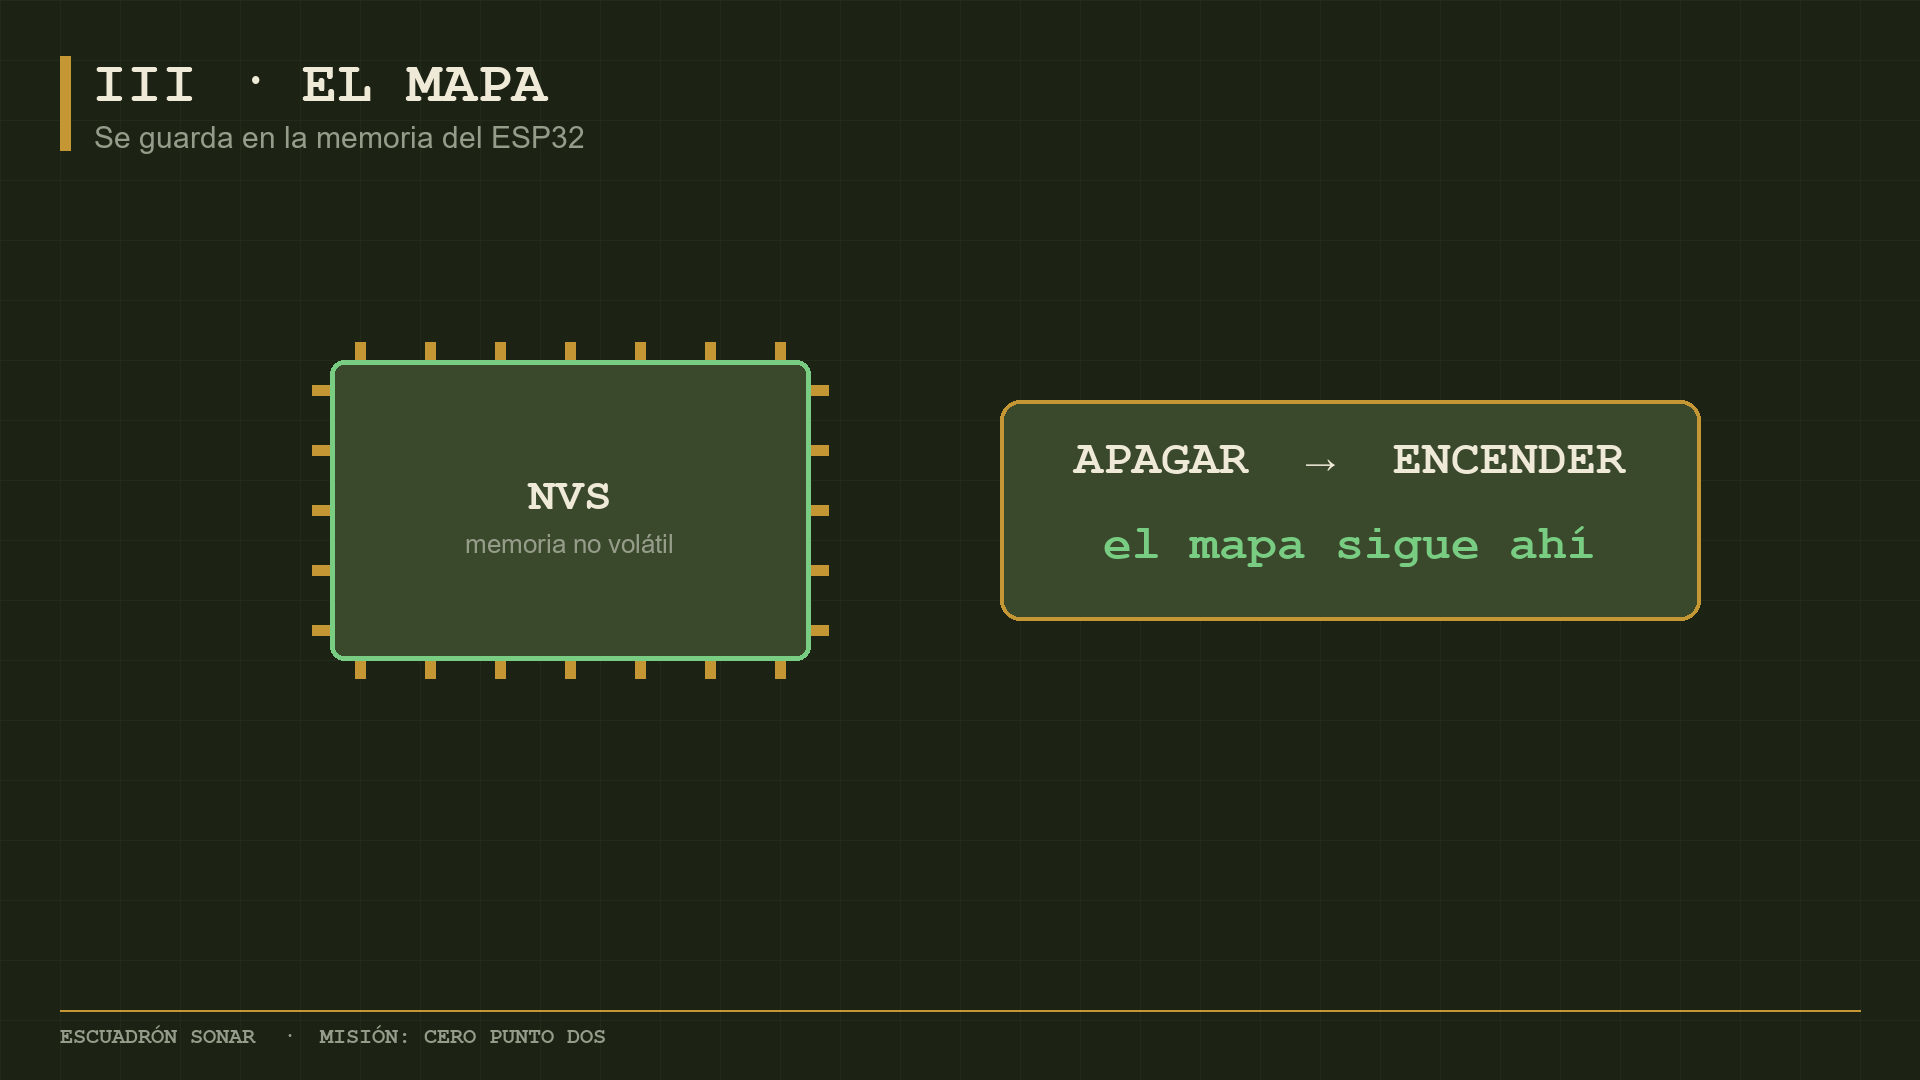 III · EL MAPA
Se guarda en la memoria del ESP32
NVS
memoria no volátil
APAGAR → ENCENDER
el mapa sigue ahí
ESCUADRÓN SONAR · MISIÓN: CERO PUNTO DOS